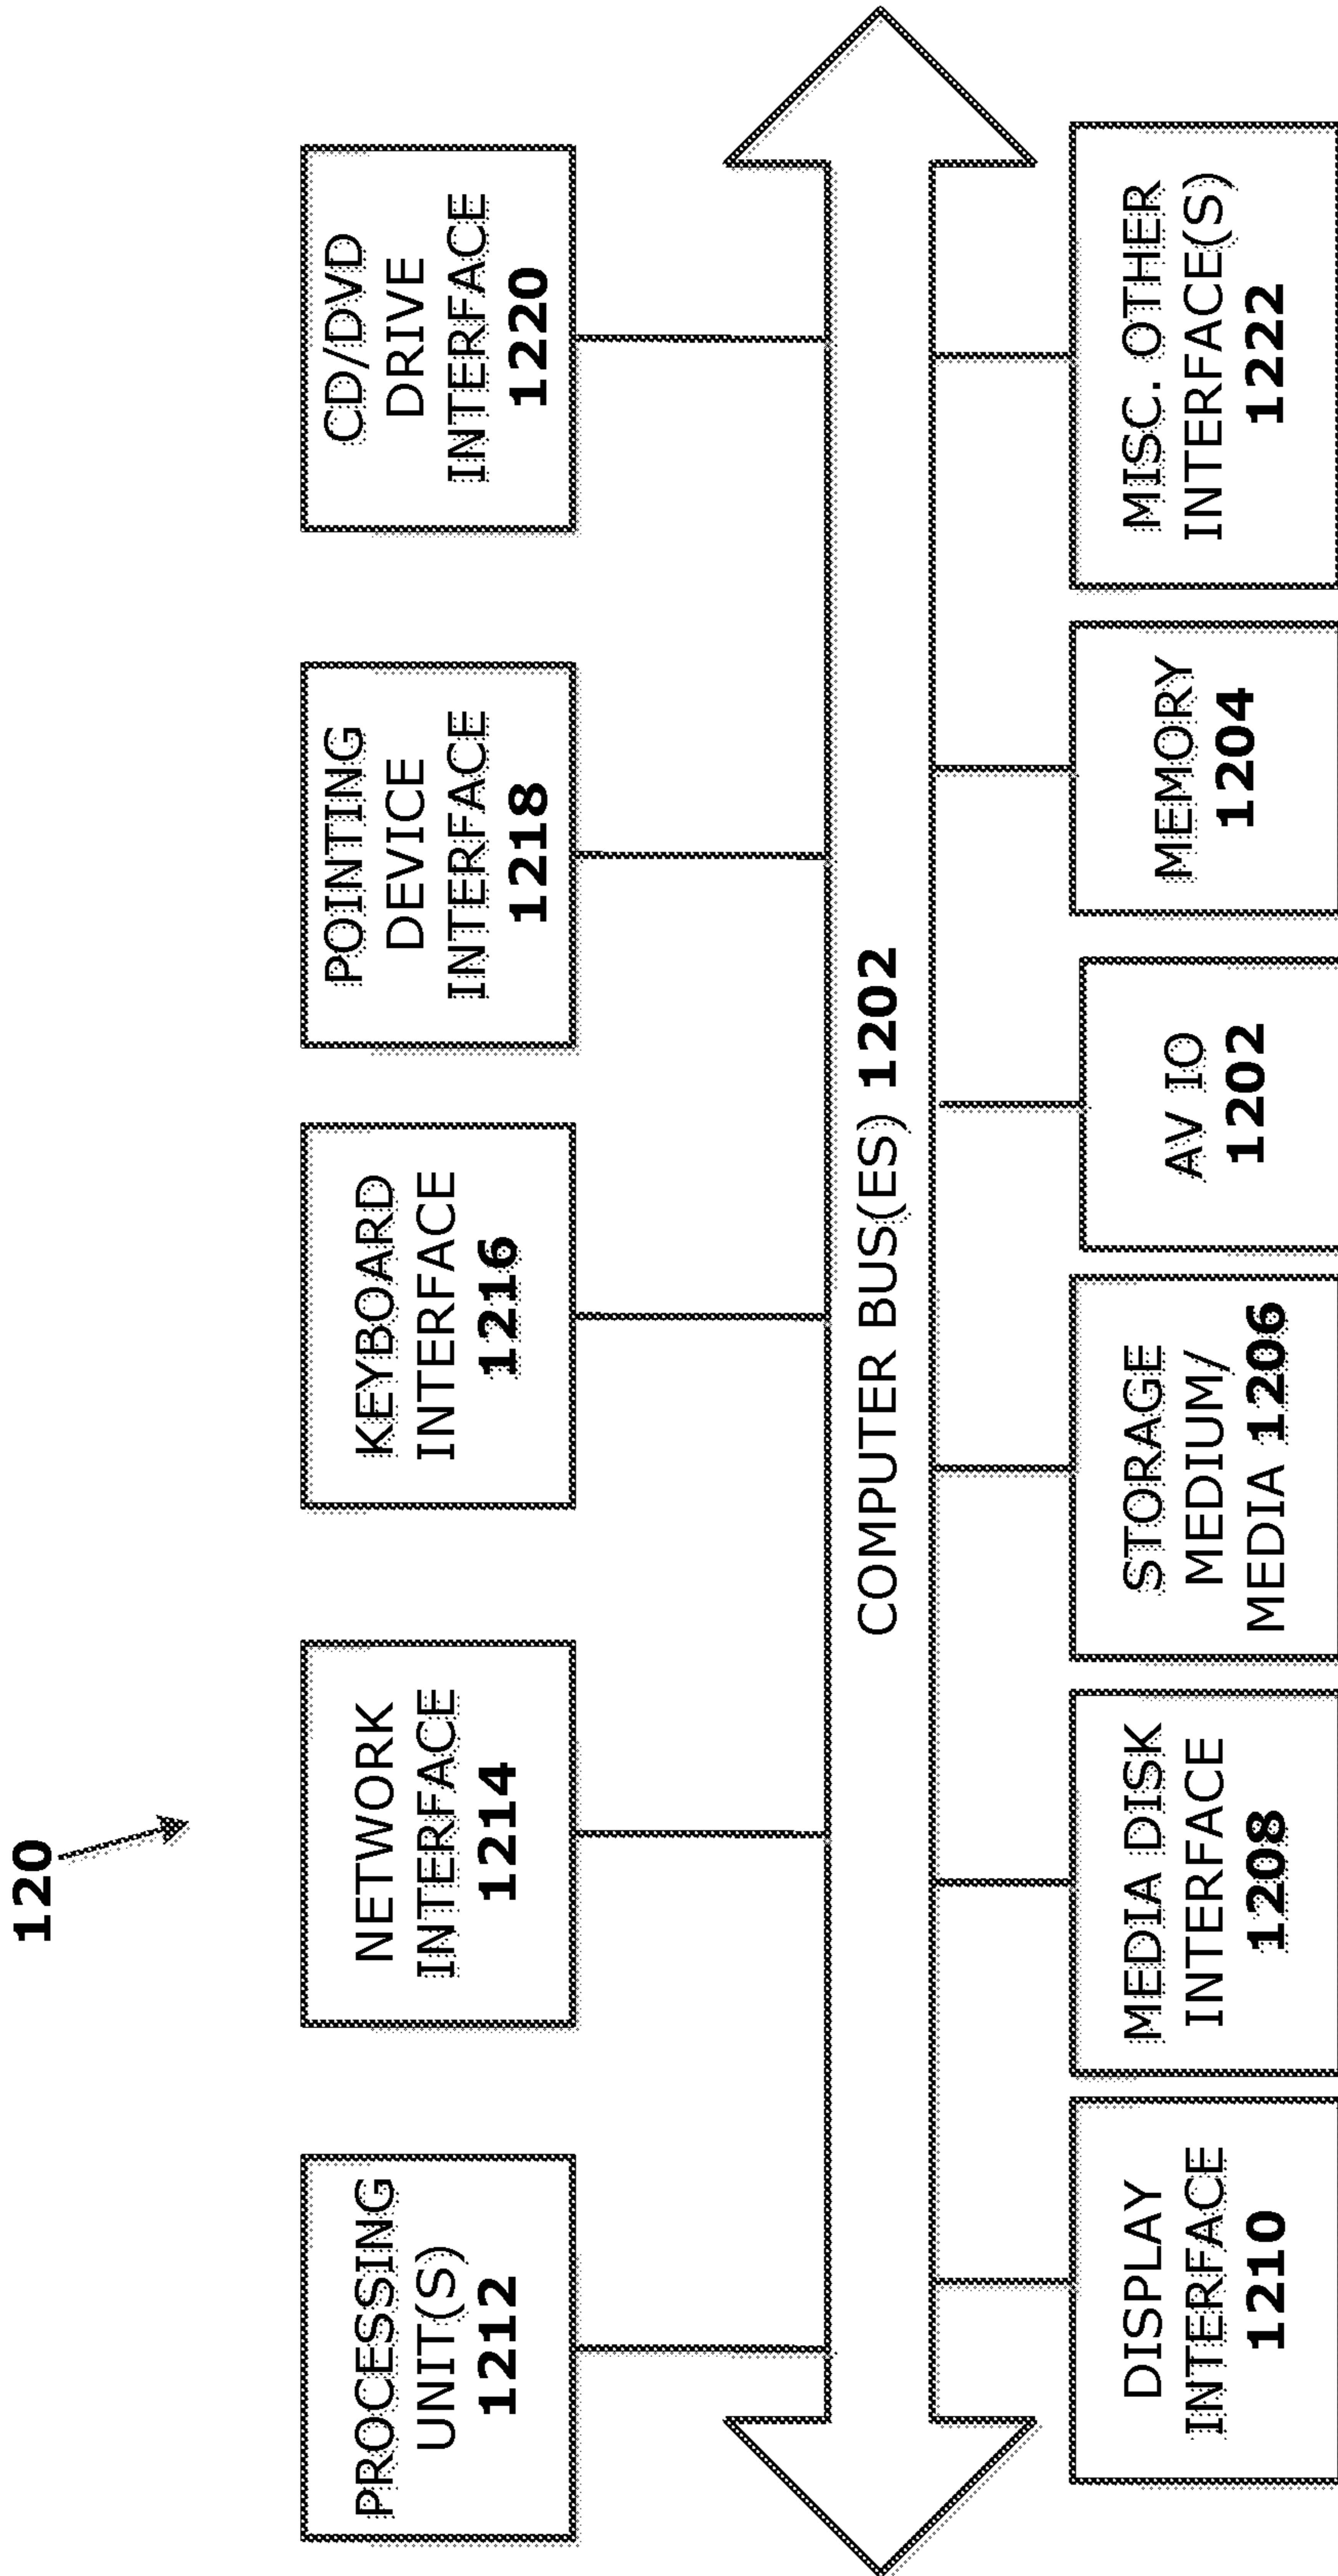 120
PROCESSING
UNIT(S)
1212
NETWORK
INTERFACE
1214
KEYBOARD
INTERFACE
1216
POINTING
DEVICE
INTERFACE
1218
CD/DVD
DRIVE
INTERFACE
1220
COMPUTER BUS(ES) 1202
DISPLAY
INTERFACE
1210
MEDIA DISK
INTERFACE
1208
STORAGE
MEDIUM/
MEDIA 1206
AV IO
1202
MEMORY
1204
MISC. OTHER
INTERFACE(S)
1222